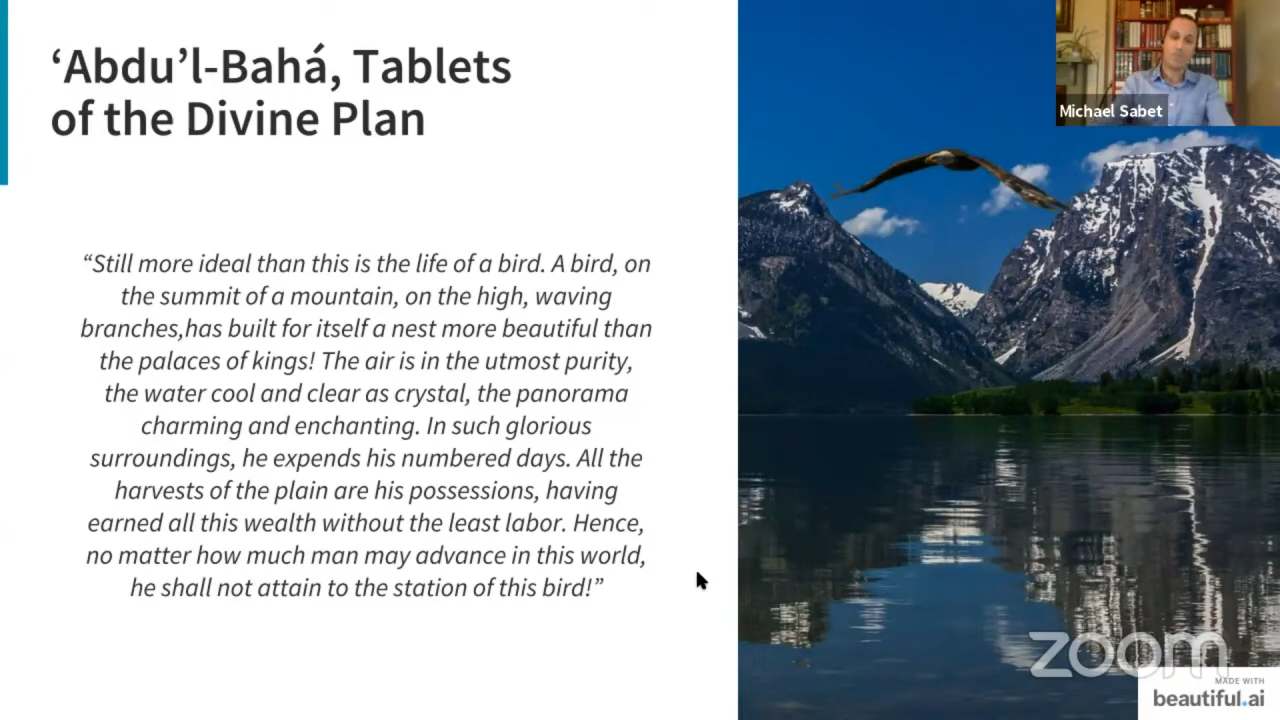 ‘Abdu’l-Bahá, Tablets
of the Divine Plan
“Still more ideal than this is the life of a bird. A bird, on
the summit of a mountain, on the high, waving
branches,has built for itself a nest more beautiful than
the palaces of kings! The air is in the utmost purity,
the water cool and clear as crystal, the panorama
charming and enchanting. In such glorious
surroundings, he expends his numbered days. All the
harvests of the plain are his possessions, having
earned all this wealth without the least labor. Hence,
no matter how much man may advance in this world,
he shall not attain to the station of this bird!”
Michael Sabet
zoom
MADE WITH
beautiful.ai